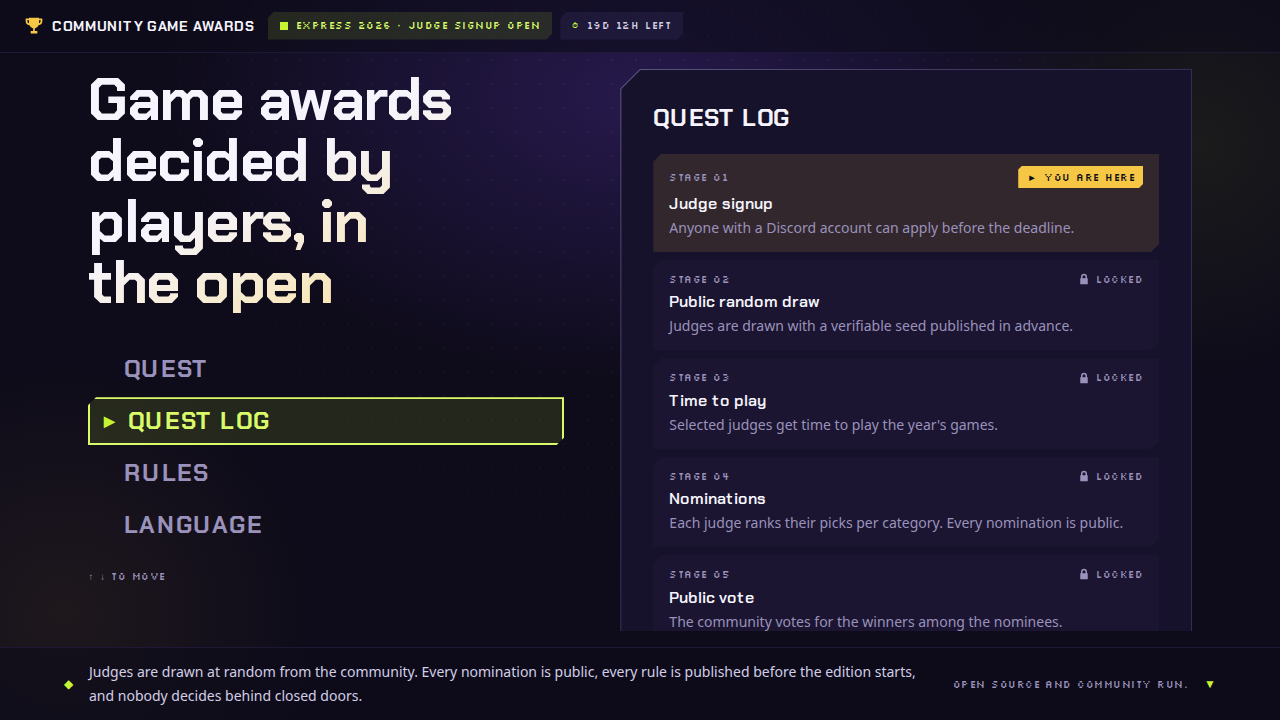 COMMUNITY GAME AWARDS
EXPRESS 2026 · JUDGE SIGNUP OPEN
19D 12H LEFT
Game awards
decided by
players, in
the open
QUEST
► QUEST LOG
RULES
LANGUAGE
↑ ↓ TO MOVE
QUEST LOG
STAGE 01
► YOU ARE HERE
Judge signup
Anyone with a Discord account can apply before the deadline.
STAGE 02
LOCKED
Public random draw
Judges are drawn with a verifiable seed published in advance.
STAGE 03
LOCKED
Time to play
Selected judges get time to play the year's games.
STAGE 04
LOCKED
Nominations
Each judge ranks their picks per category. Every nomination is public.
STAGE 05
LOCKED
Public vote
The community votes for the winners among the nominees.
Judges are drawn at random from the community. Every nomination is public, every rule is published before the edition starts,
and nobody decides behind closed doors.
OPEN SOURCE AND COMMUNITY RUN. ▼